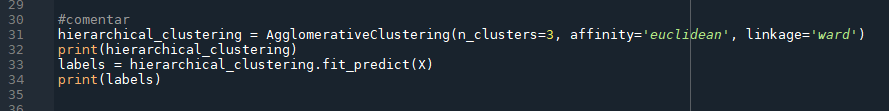 29
30 #comentar
31 hierarchical_clustering = AgglomerativeClustering(n_clusters=3, affinity='euclidean', linkage='ward')
32 print(hierarchical_clustering)
33 labels = hierarchical_clustering.fit_predict(X)
34 print(labels)
35
36